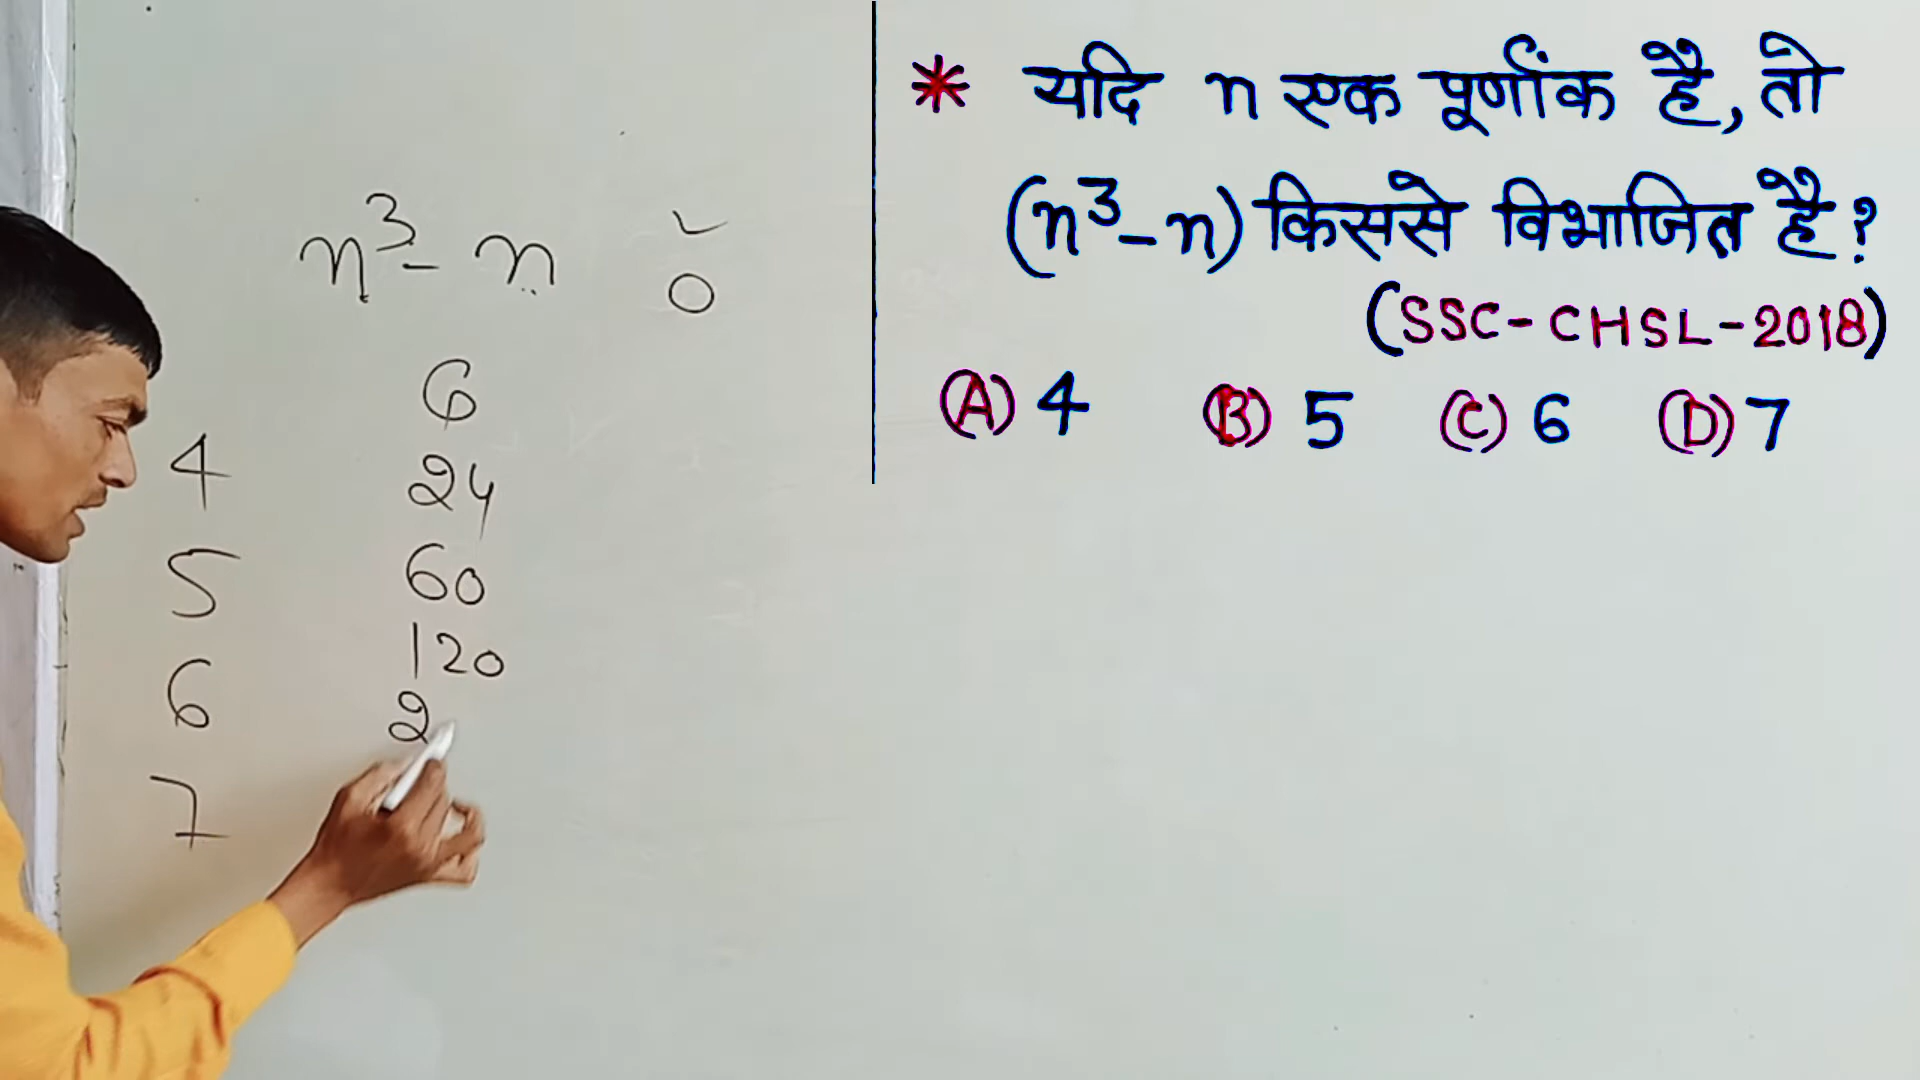 n³- n
0
6
4
24
5
60
120
6
2
7
* यदि n एक पूर्णांक है, तो
(n³-n) किससे विभाजित है?
(SSC-CHSL-2018)
(A) 4 (B) 5 (C) 6 (D) 7